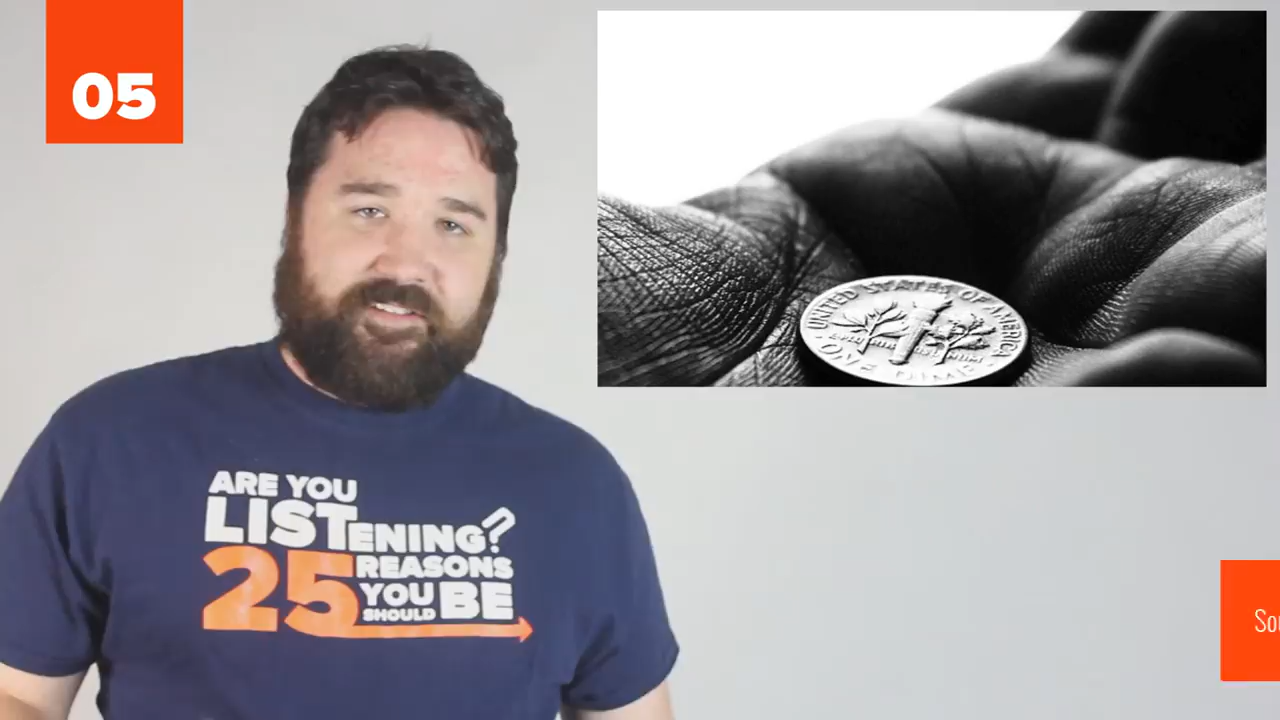 05
UNITED STATES OF AMERICA
ONE DIME
ARE YOU
LISTENING?
25 REASONS
YOU SHOULD BE